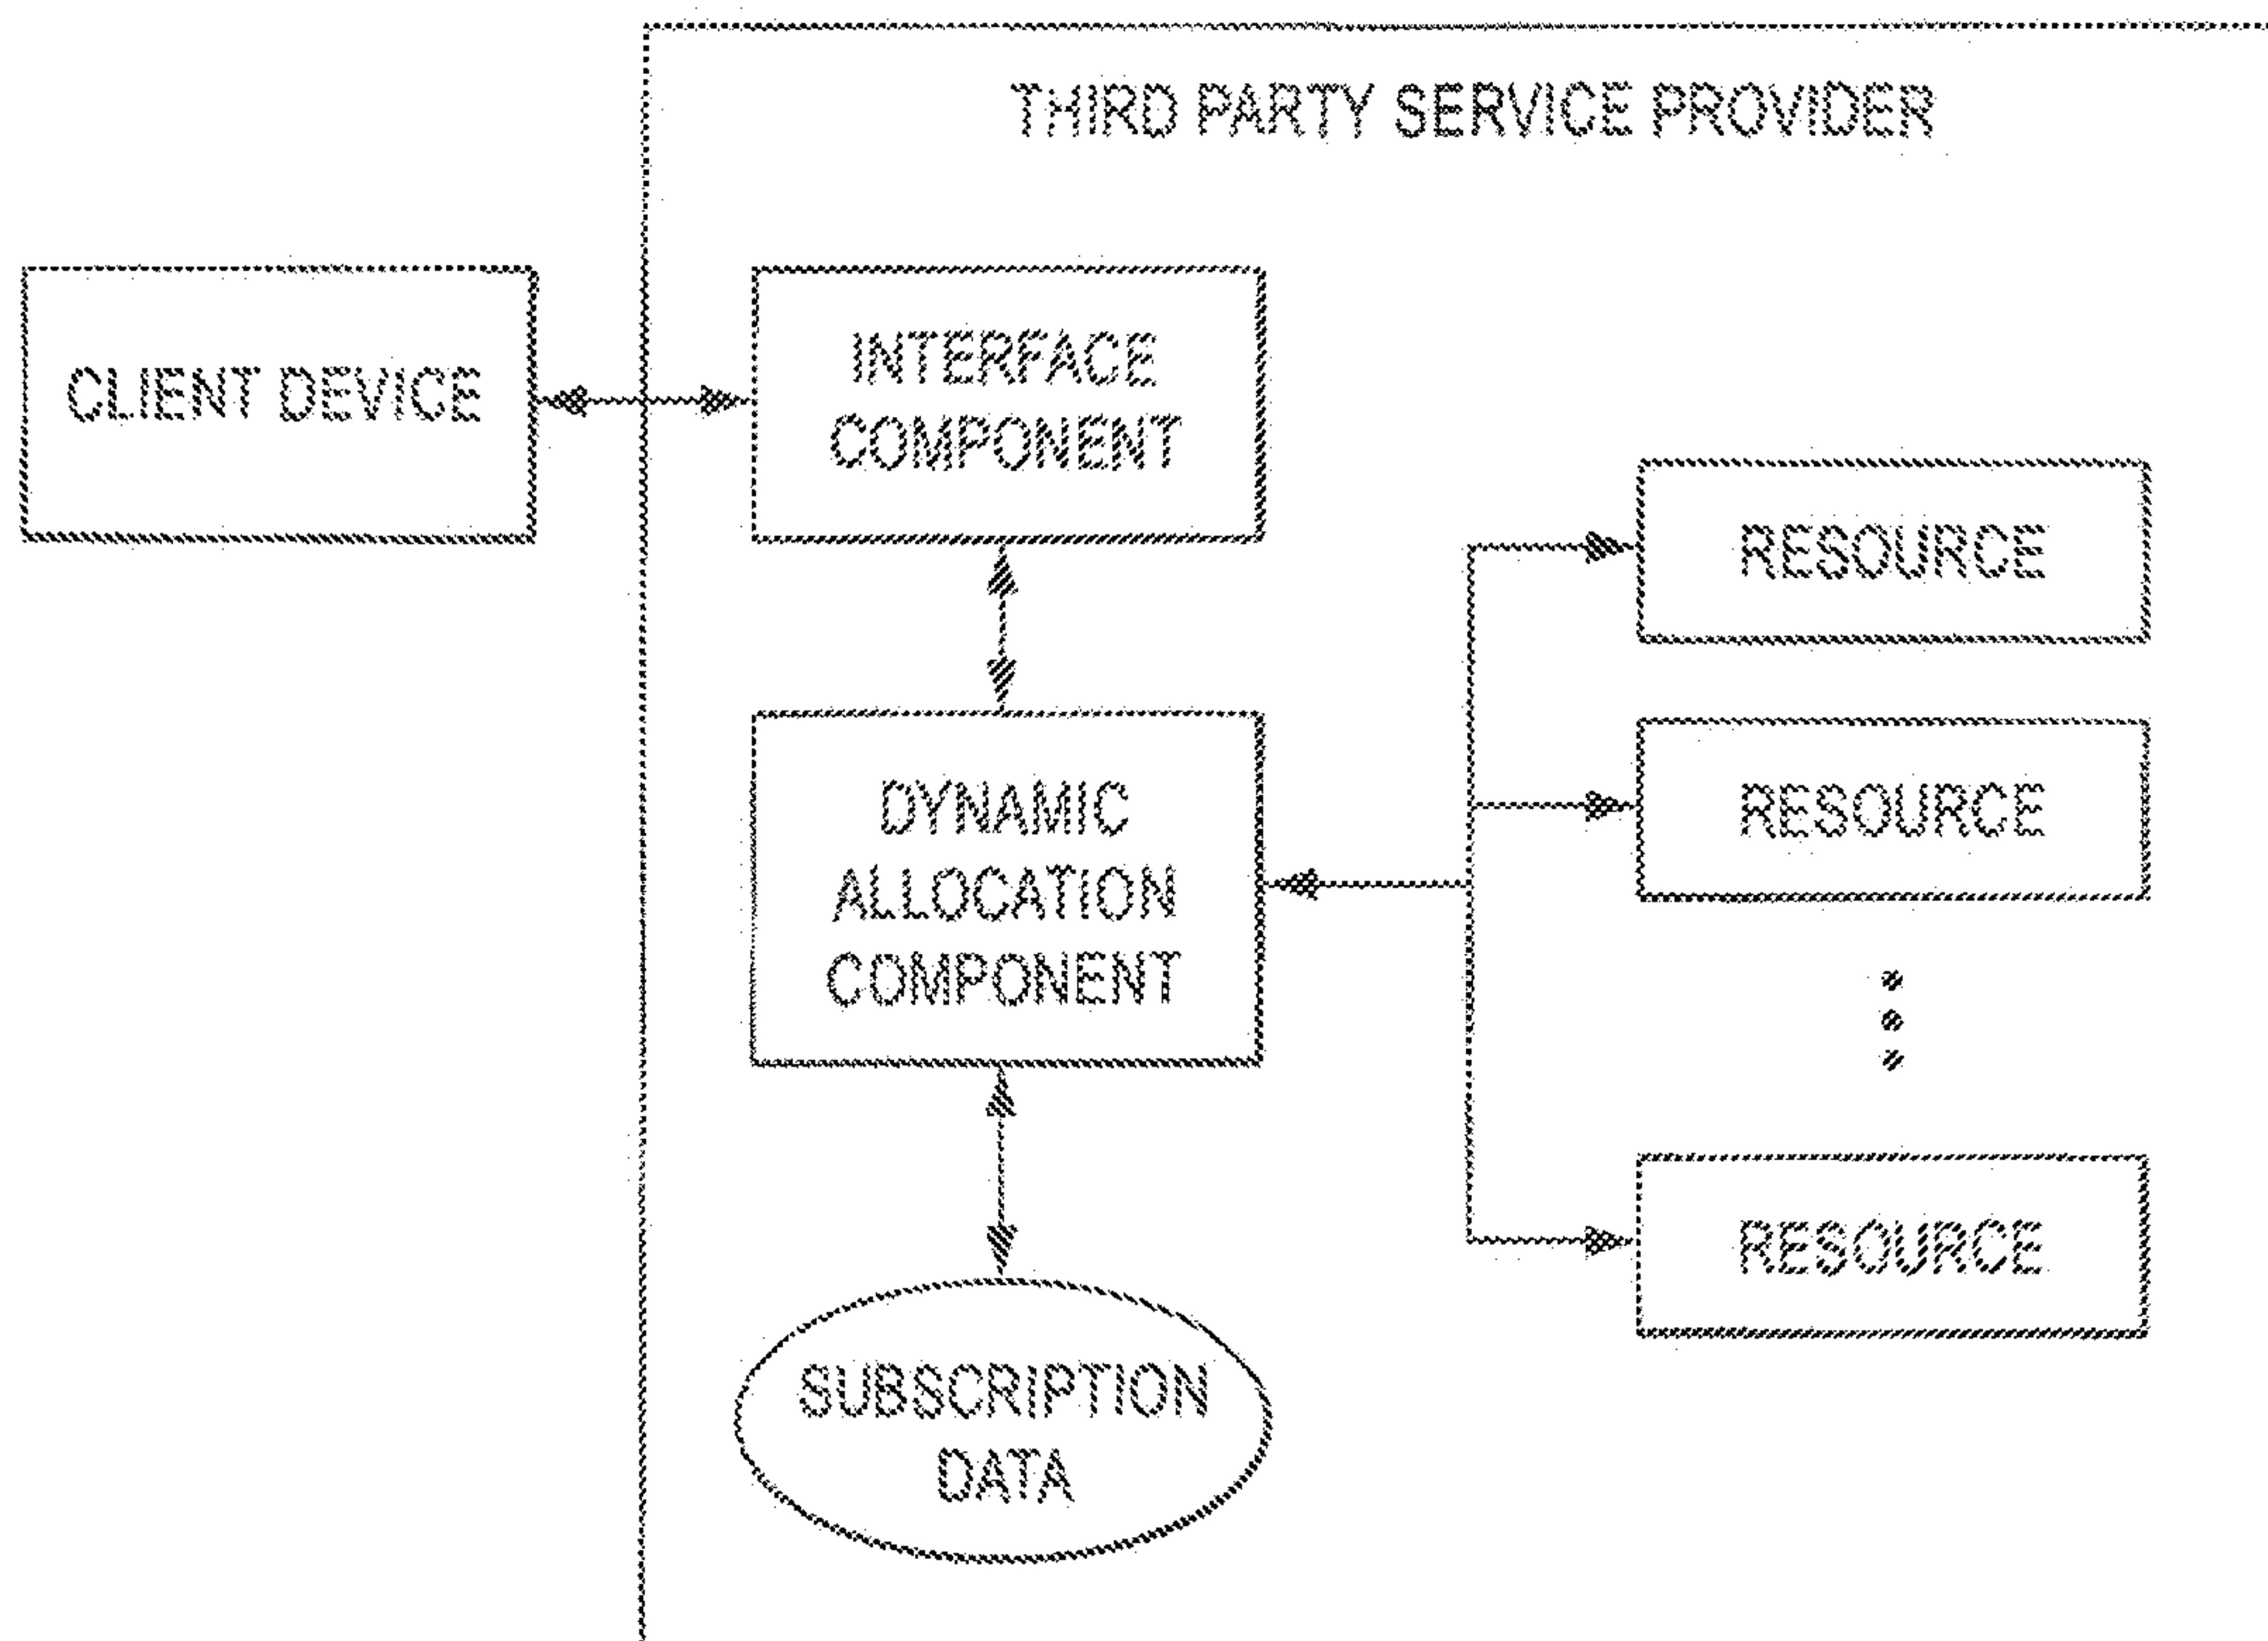 THIRD PARTY SERVICE PROVIDER
CLIENT DEVICE
INTERFACE
COMPONENT
RESOURCE
DYNAMIC
ALLOCATION
COMPONENT
RESOURCE
RESOURCE
SUBSCRIPTION
DATA